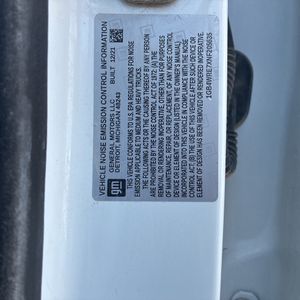 VEHICLE NOISE EMISSION CONTROL INFORMATION
GENERAL MOTORS LLC BUILT 12/21
DETROIT, MICHIGAN 48243
THIS VEHICLE CONFORMS TO U.S. EPA REGULATIONS FOR NOISE
EMISSION APPLICABLE TO MEDIUM AND HEAVY TRUCKS.
THE FOLLOWING ACTS OR THE CAUSING THEREOF BY ANY PERSON
ARE PROHIBITED BY THE NOISE CONTROL ACT OF 1972. (A) THE
REMOVAL OR RENDERING INOPERATIVE, OTHER THAN FOR PURPOSES
OF MAINTENANCE, REPAIR, OR REPLACEMENT, OF ANY NOISE CONTROL
DEVICE OR ELEMENT OF DESIGN (LISTED IN THE OWNER'S MANUAL)
INCORPORATED INTO THIS VEHICLE IN COMPLIANCE WITH THE NOISE
CONTROL ACT; (B) THE USE OF THIS VEHICLE AFTER SUCH DEVICE OR
ELEMENT OF DESIGN HAS BEEN REMOVED OR RENDERED INOPERATIVE.
gm